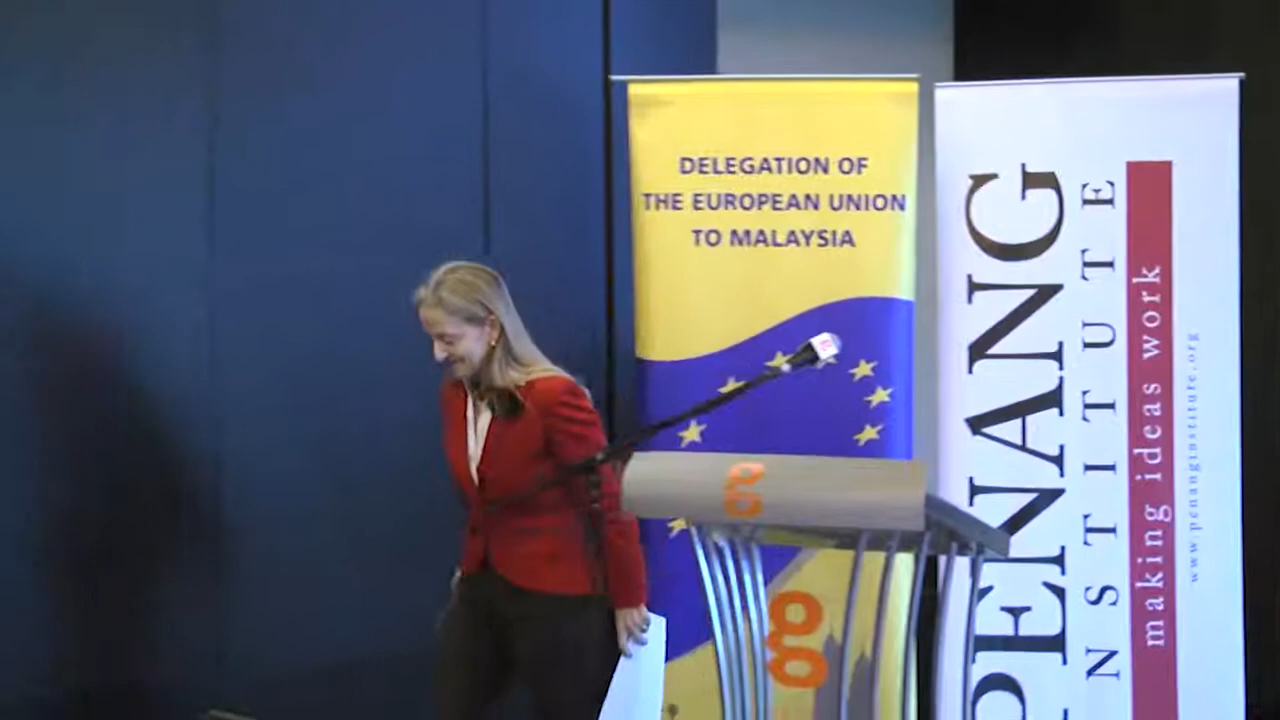 DELEGATION OF
THE EUROPEAN UNION
TO MALAYSIA
PENANG
INSTITUTE
making ideas work
www.penanginstitute.org
g
g